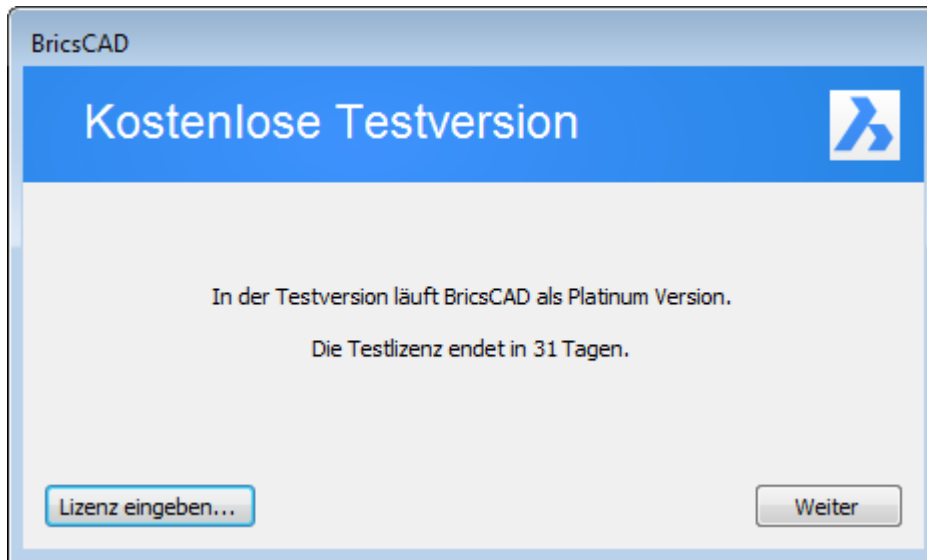 BricsCAD
Kostenlose Testversion
In der Testversion läuft BricsCAD als Platinum Version.
Die Testlizenz endet in 31 Tagen.
Lizenz eingeben...
Weiter